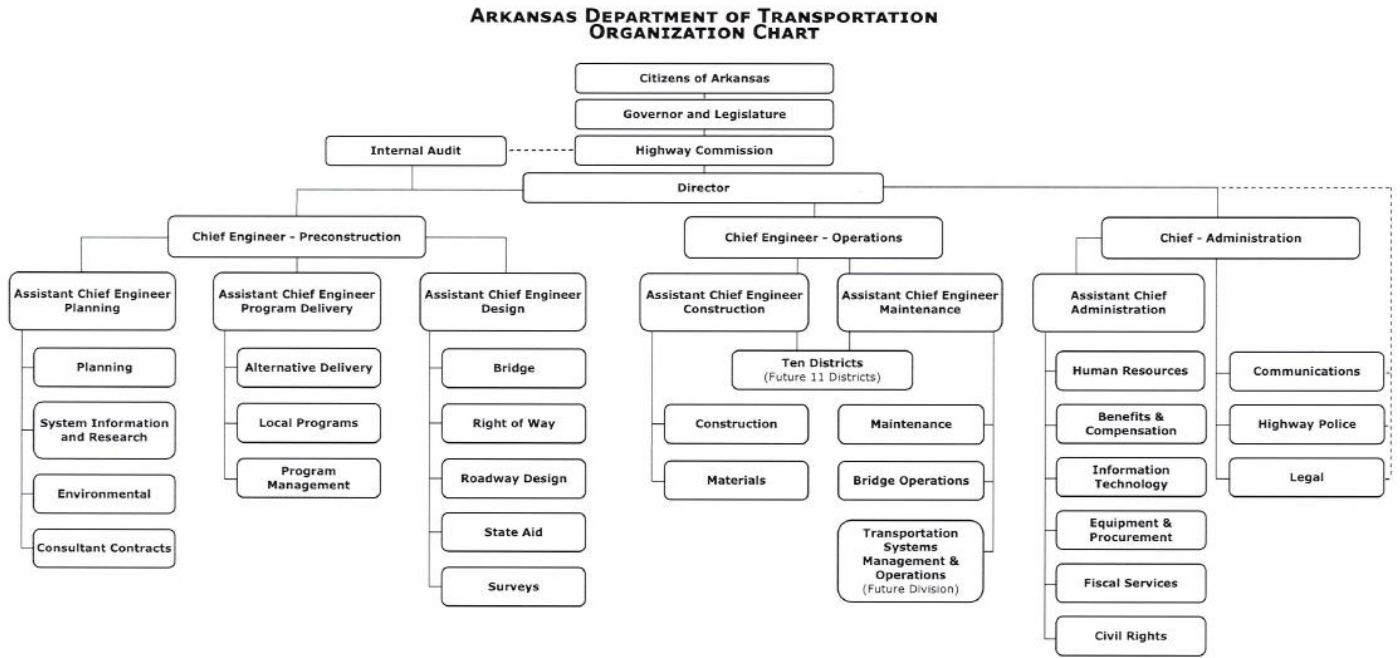 ARKANSAS DEPARTMENT OF TRANSPORTATION
ORGANIZATION CHART
Citizens of Arkansas
Governor and Legislature
Internal Audit
Highway Commission
Director
Chief Engineer - Preconstruction
Chief Engineer - Operations
Chief - Administration
Assistant Chief Engineer
Planning
Assistant Chief Engineer
Program Delivery
Assistant Chief Engineer
Design
Assistant Chief Engineer
Construction
Assistant Chief Engineer
Maintenance
Assistant Chief
Administration
Planning
System Information
and Research
Environmental
Consultant Contracts
Alternative Delivery
Local Programs
Program
Management
Bridge
Right of Way
Roadway Design
State Aid
Surveys
Ten Districts
(Future 11 Districts)
Construction
Materials
Maintenance
Bridge Operations
Transportation
Systems
Management &
Operations
(Future Division)
Human Resources
Benefits &
Compensation
Information
Technology
Equipment &
Procurement
Fiscal Services
Civil Rights
Communications
Highway Police
Legal